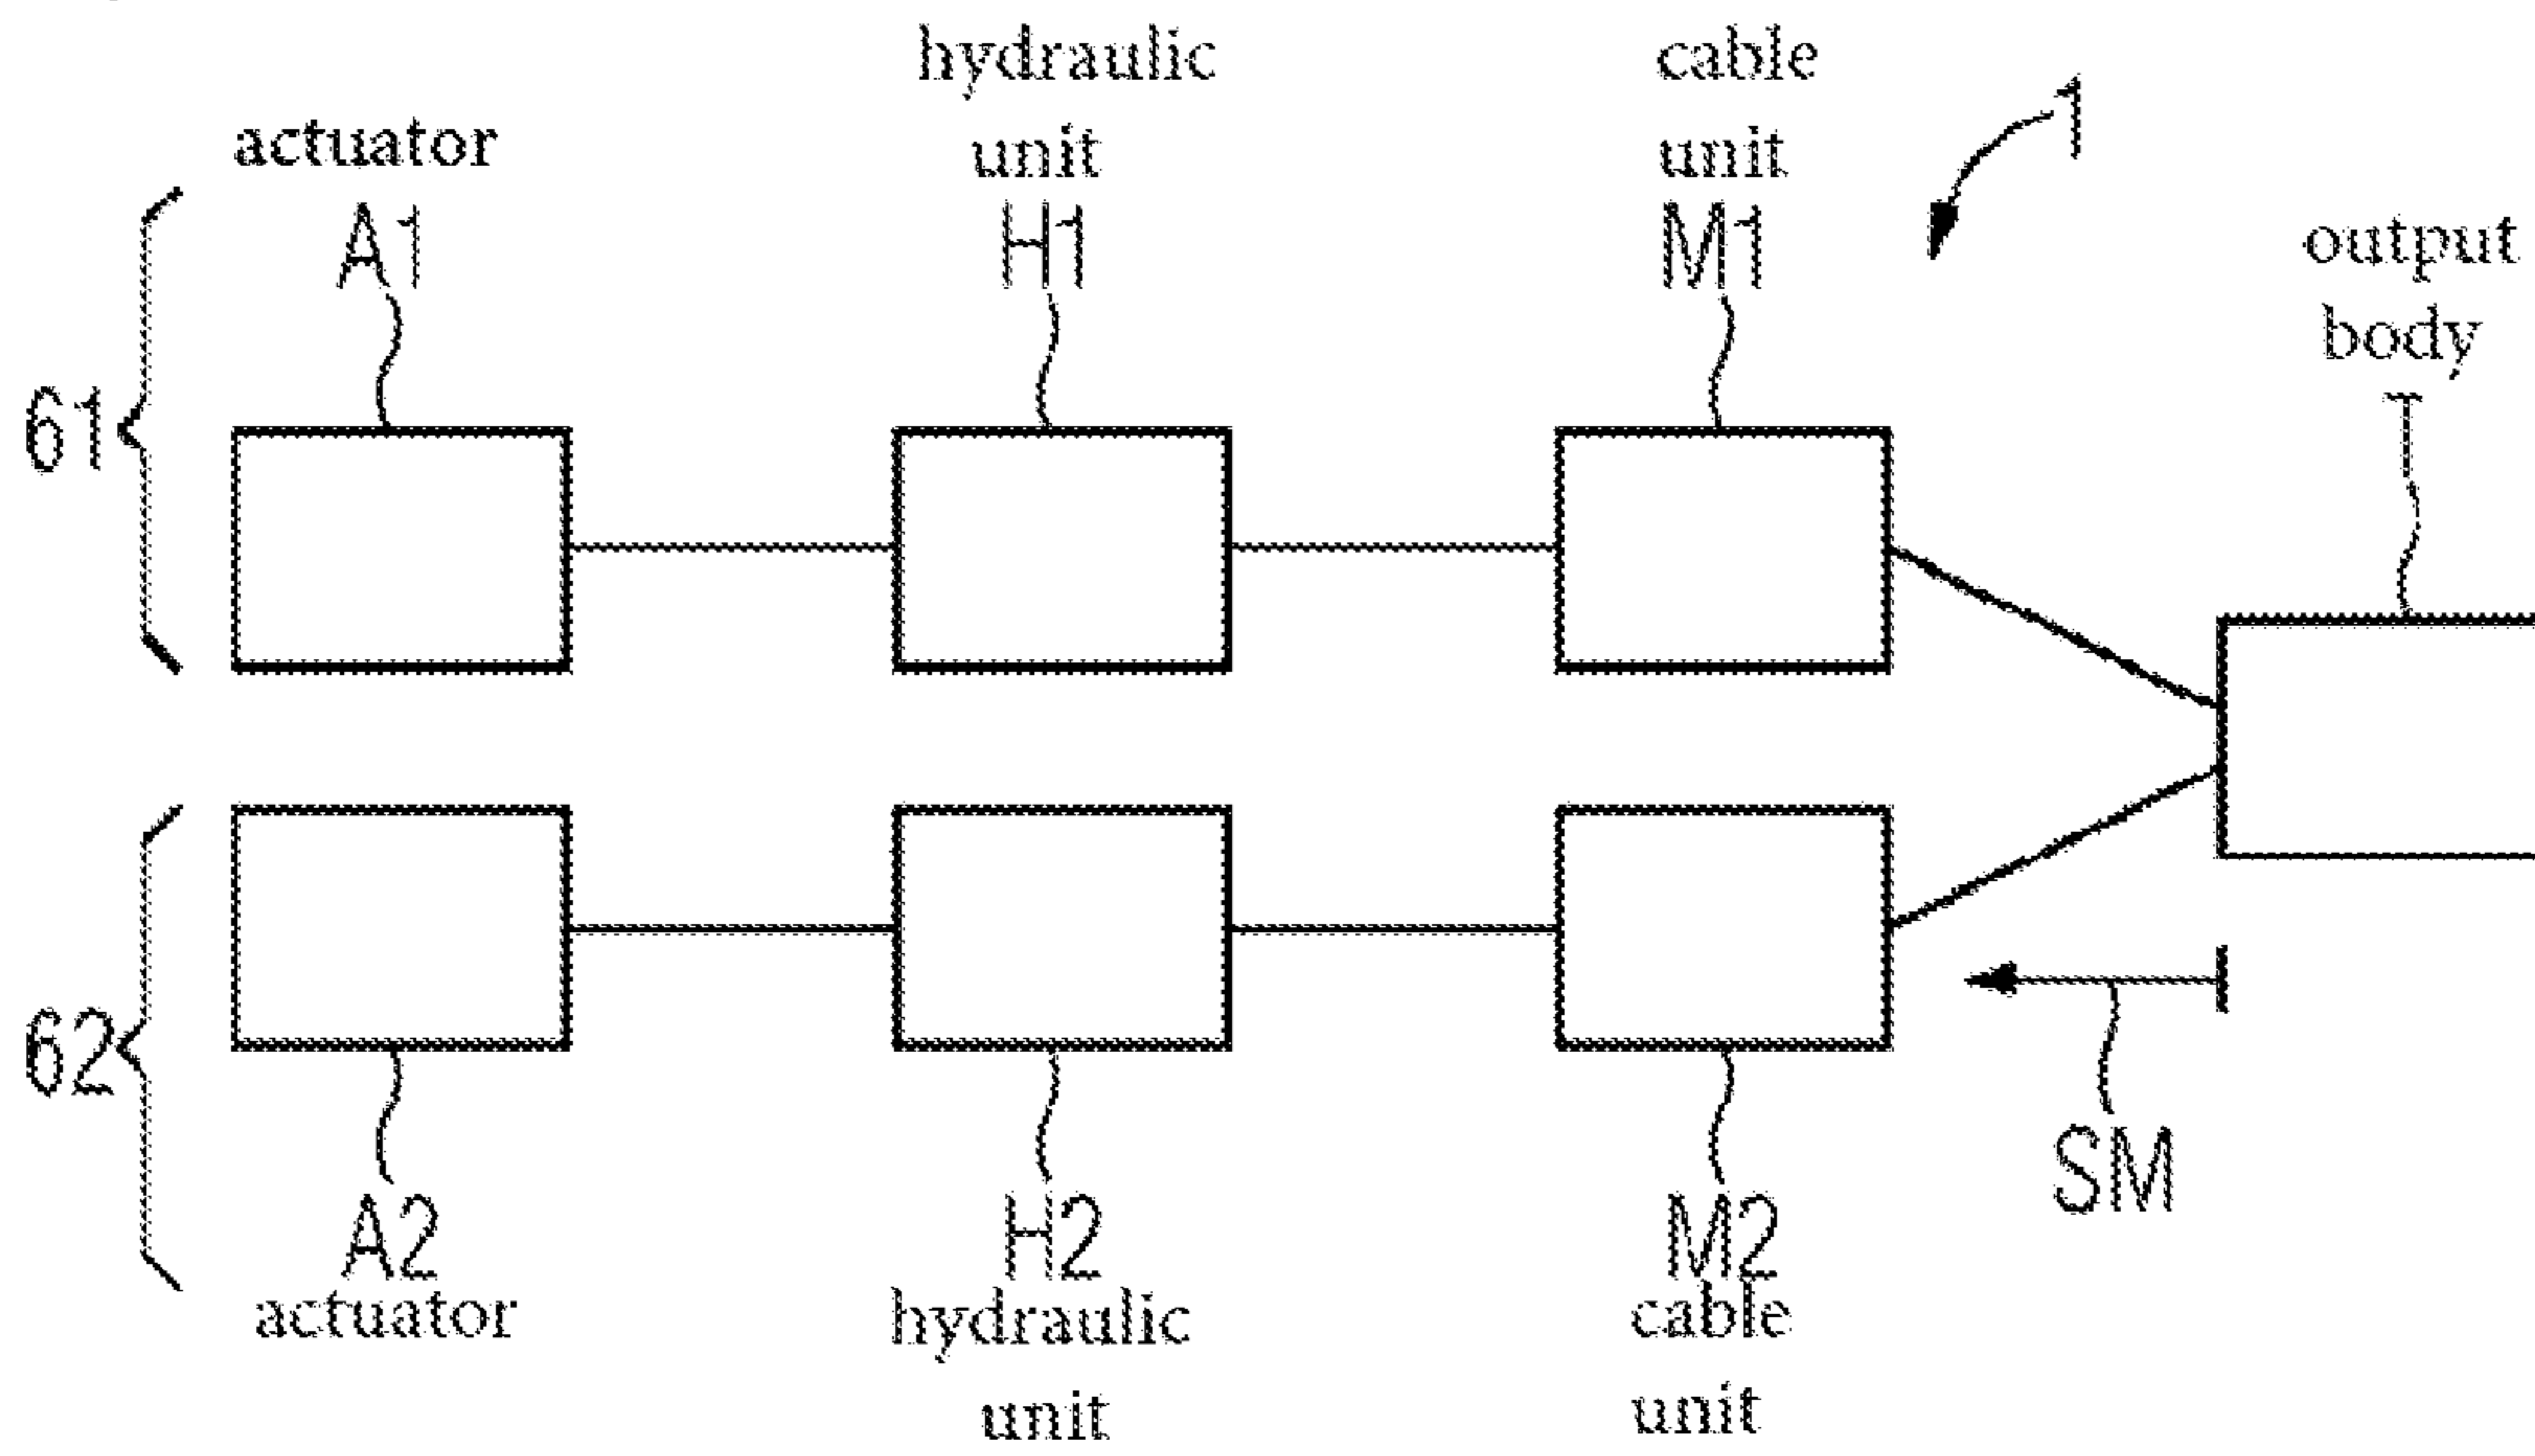 hydraulic
unit
H1
cable
unit
M1
1
actuator
A1
output
body
T
61
62
SM
A2
actuator
H2
hydraulic
unit
M2
cable
unit